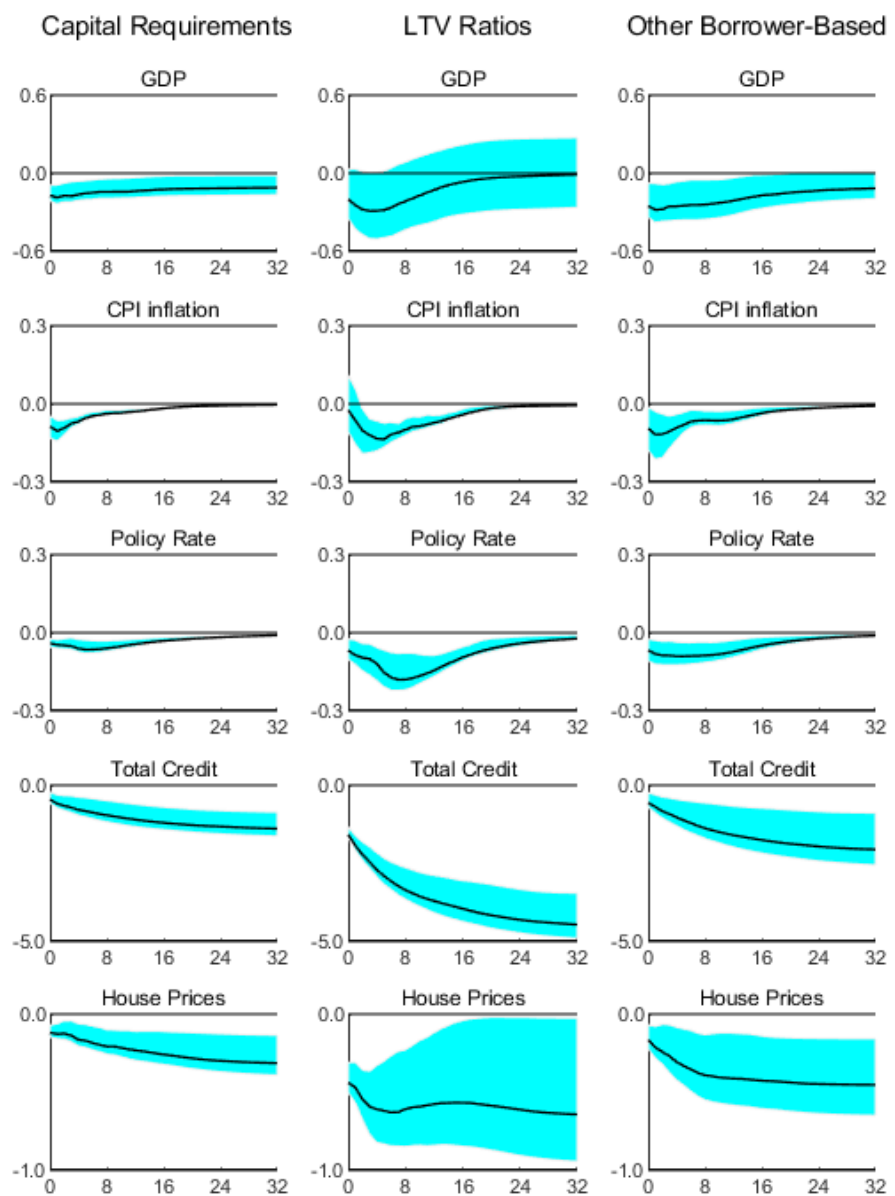 Capital Requirements LTV Ratios Other Borrower-Based
GDP GDP GDP
0.6 0.6 0.6
0.0 0.0 0.0
-0.6 -0.6 -0.6
0 8 16 24 32 0 8 16 24 32 0 8 16 24 32
CPI inflation CPI inflation CPI inflation
0.3 0.3 0.3
0.0 0.0 0.0
-0.3 -0.3 -0.3
0 8 16 24 32 0 8 16 24 32 0 8 16 24 32
Policy Rate Policy Rate Policy Rate
0.3 0.3 0.3
0.0 0.0 0.0
-0.3 -0.3 -0.3
0 8 16 24 32 0 8 16 24 32 0 8 16 24 32
Total Credit Total Credit Total Credit
0.0 0.0 0.0
-5.0 -5.0 -5.0
0 8 16 24 32 0 8 16 24 32 0 8 16 24 32
House Prices House Prices House Prices
0.0 0.0 0.0
-1.0 -1.0 -1.0
0 8 16 24 32 0 8 16 24 32 0 8 16 24 32